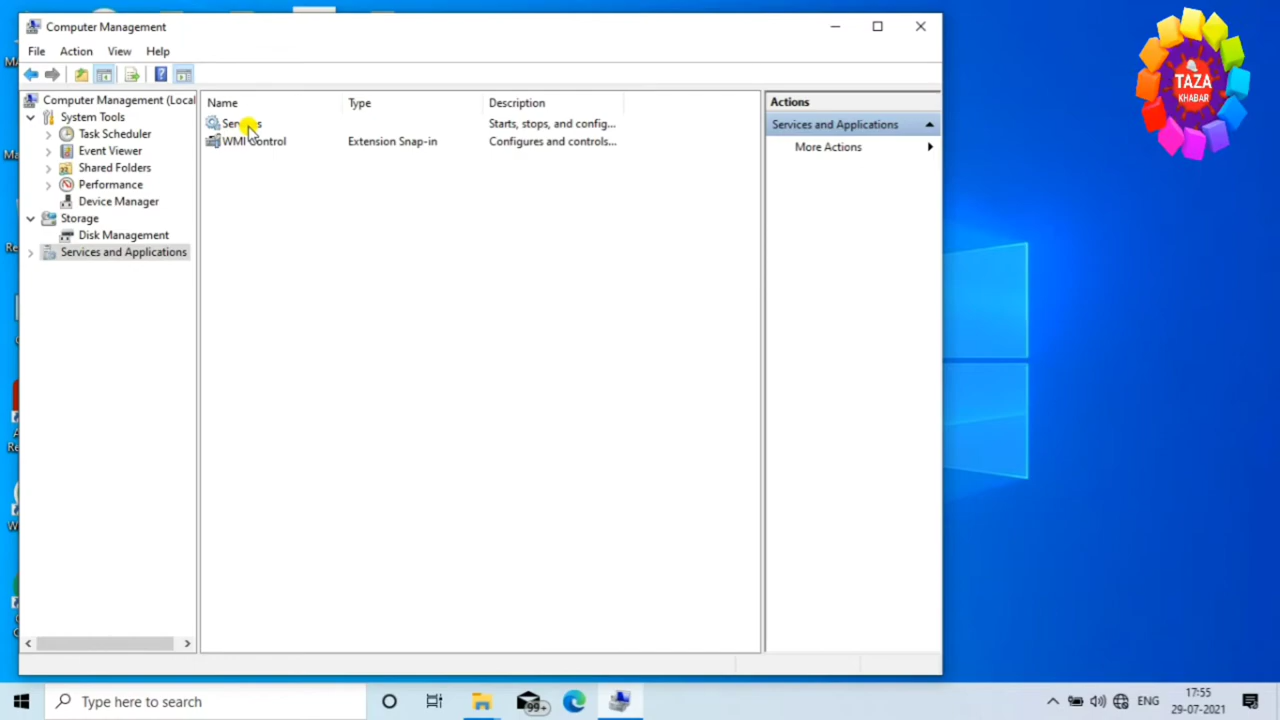 Computer Management
File Action View Help
Computer Management (Local
System Tools
Task Scheduler
Event Viewer
Shared Folders
Performance
Device Manager
Storage
Disk Management
Services and Applications
Name Type Description
Starts, stops, and config...
WMI Control Extension Snap-in Configures and controls...
Actions
Services and Applications
More Actions
TAZA
KHABAR
Type here to search
99+
ENG
17:55
29-07-2021